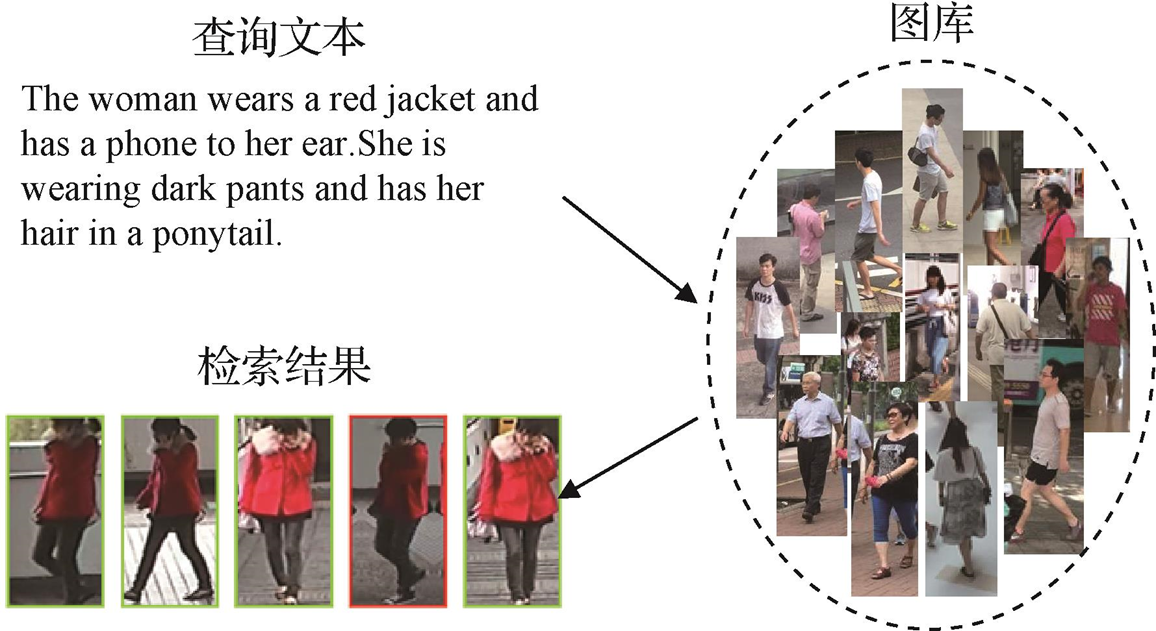 查询文本
The woman wears a red jacket and
has a phone to her ear.She is
wearing dark pants and has her
hair in a ponytail.
图库
KISS
检索结果